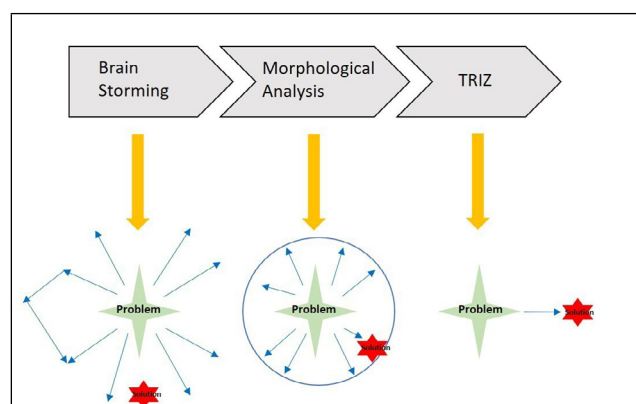 Brain
Storming
Morphological
Analysis
TRIZ
Problem
Problem
Problem
Solution
Solution
Solution